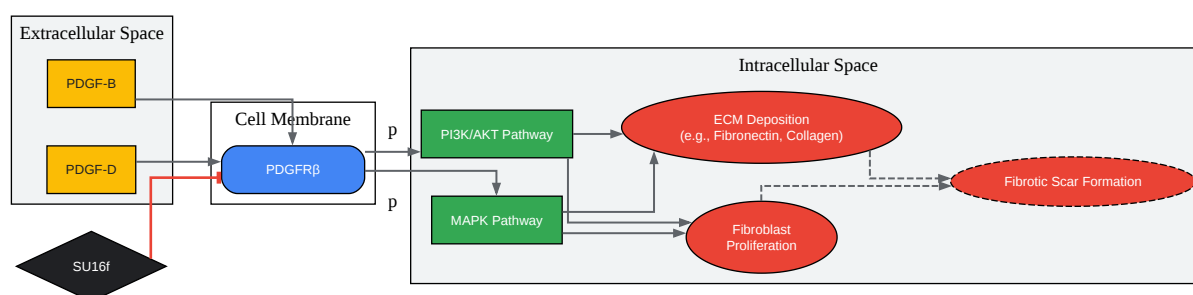 Extracellular Space
PDGF-B
PDGF-D
SU16f
Cell Membrane
PDGFRβ
p
p
Intracellular Space
PI3K/AKT Pathway
MAPK Pathway
ECM Deposition
(e.g., Fibronectin, Collagen)
Fibroblast
Proliferation
Fibrotic Scar Formation